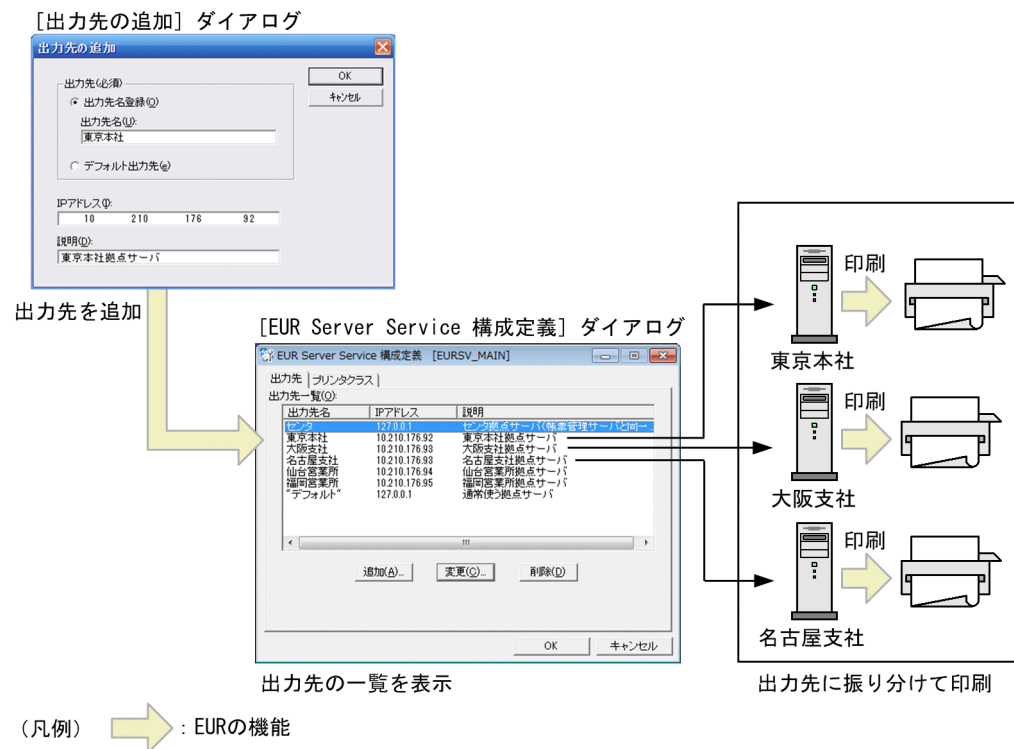 [出力先の追加] ダイアログ
出力先の追加
出力先(必須)
出力先名登録(O)
出力先名(U):
東京本社
デフォルト出力先(e)
OK
キャンセル
IPアドレス(I):
10 210 176 92
説明(D):
東京本社拠点サーバ
出力先を追加
[EUR Server Service 構成定義] ダイアログ
EUR Server Service 構成定義 [EURSV_MAIN]
出力先 プリンタクラス
出力先一覧(O):
出力先名 IPアドレス 説明
センタ 127.0.0.1 センタ拠点サーバ(帳票管理サーバと同一...
東京本社 10.210.176.92 東京本社拠点サーバ
大阪支社 10.210.176.93 大阪支社拠点サーバ
名古屋支社 10.210.176.93 名古屋支社拠点サーバ
仙台営業所 10.210.176.94 仙台営業所拠点サーバ
福岡営業所 10.210.176.95 福岡営業所拠点サーバ
"デフォルト" 127.0.0.1 通常使う拠点サーバ
追加(A)... 変更(C)... 削除(D)
OK キャンセル
出力先の一覧を表示
印刷
東京本社
印刷
大阪支社
印刷
名古屋支社
出力先に振り分けて印刷
(凡例) : EURの機能